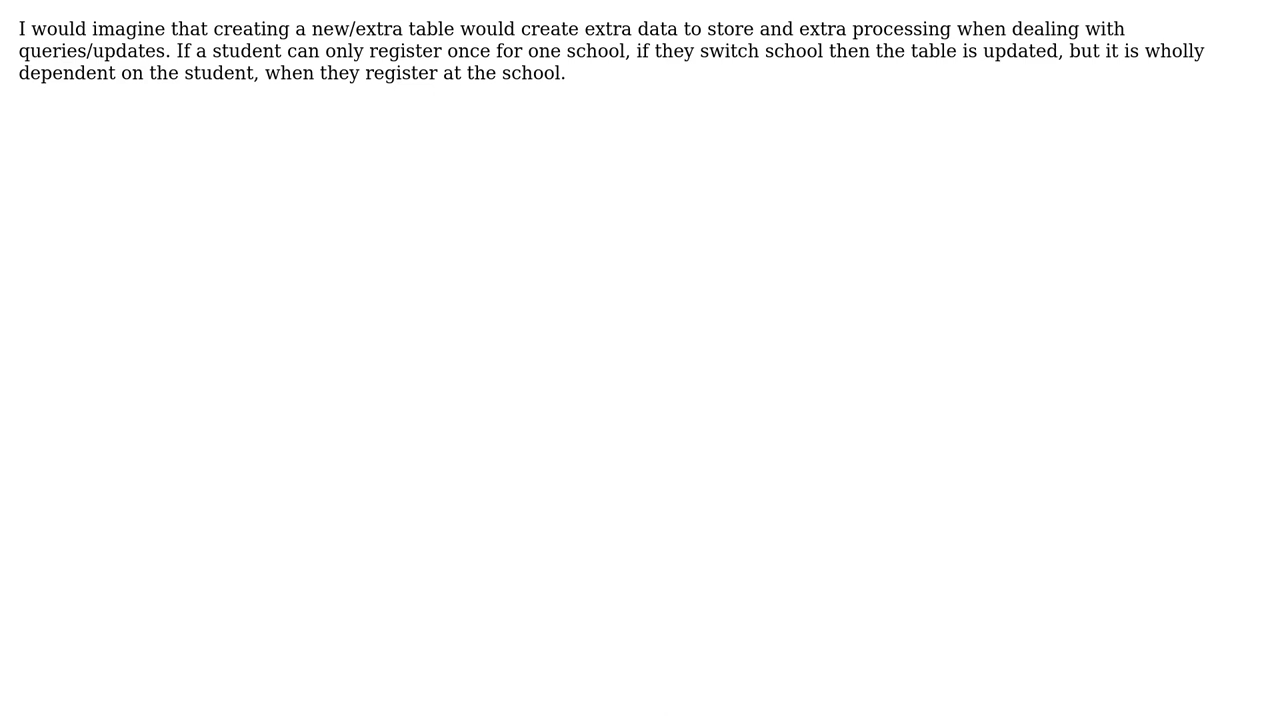 I would imagine that creating a new/extra table would create extra data to store and extra processing when dealing with
queries/updates. If a student can only register once for one school, if they switch school then the table is updated, but it is wholly
dependent on the student, when they register at the school.